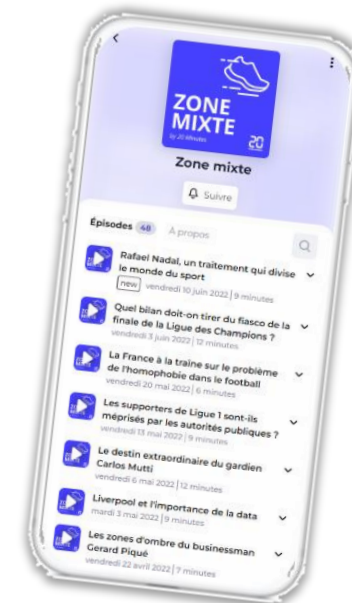 ZONE
MIXTE
by 20 Minutes
20
Zone mixte
Suivre
Épisodes 48 À propos
Rafael Nadal, un traitement qui divise
le monde du sport
new vendredi 10 juin 2022 | 9 minutes
Quel bilan doit-on tirer du fiasco de la
finale de la Ligue des Champions ?
vendredi 3 juin 2022 | 12 minutes
La France à la traine sur le problème
de l'homophobie dans le football
vendredi 20 mai 2022 | 6 minutes
Les supporters de Ligue 1 sont-ils
méprisés par les autorités publiques ?
vendredi 13 mai 2022 | 9 minutes
Le destin extraordinaire du gardien
Carlos Mutti
vendredi 6 mai 2022 | 12 minutes
Liverpool et l'importance de la data
mardi 3 mai 2022 | 9 minutes
Les zones d'ombre du businessman
Gerard Piqué
vendredi 22 avril 2022 | 7 minutes